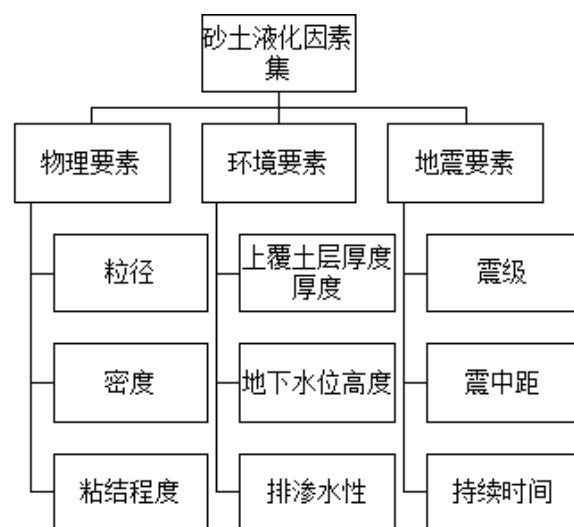 砂土液化因素
集
物理要素
环境要素
地震要素
粒径
上覆土层厚度
厚度
震级
密度
地下水位高度
震中距
粘结程度
排渗水性
持续时间